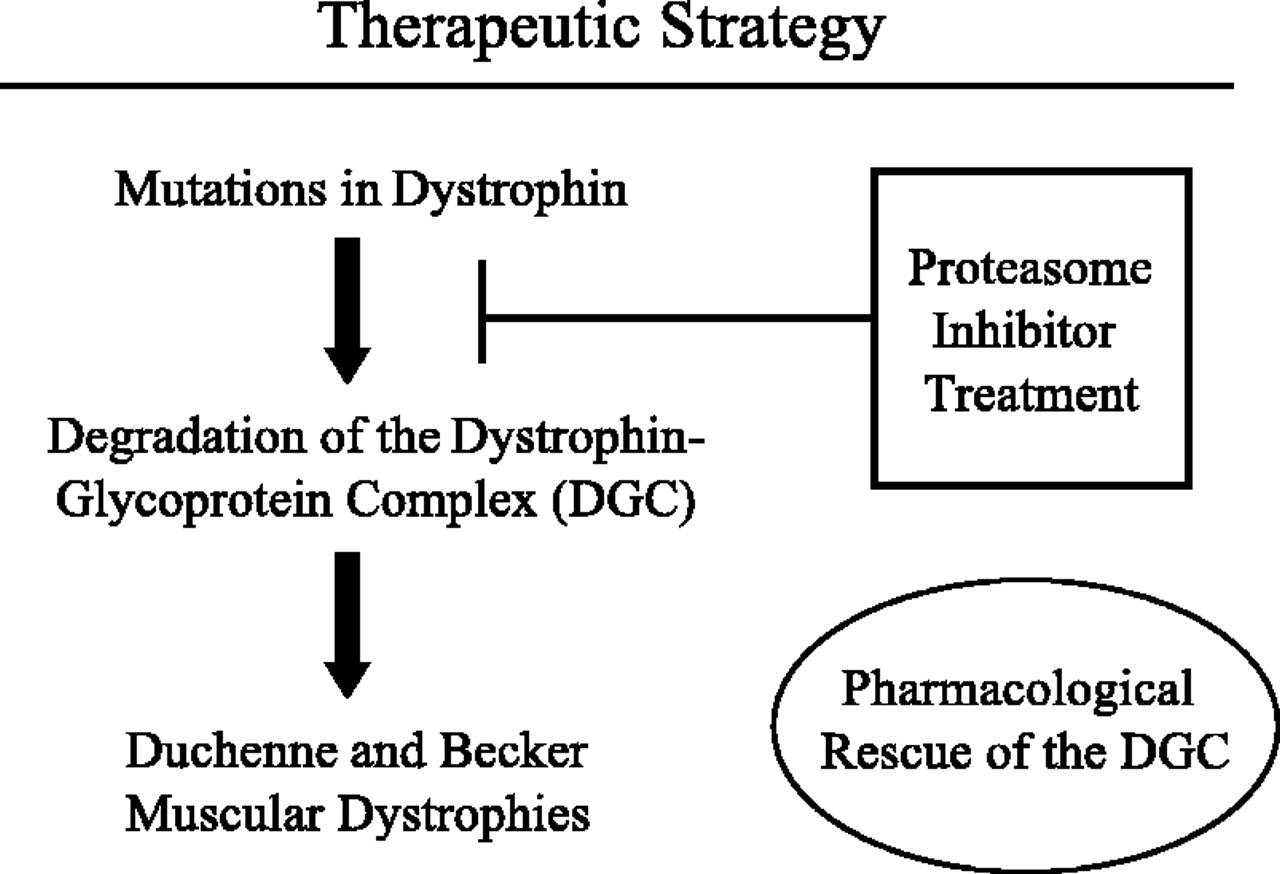 Therapeutic Strategy
Mutations in Dystrophin
Degradation of the Dystrophin-
Glycoprotein Complex (DGC)
Duchenne and Becker
Muscular Dystrophies
Proteasome
Inhibitor
Treatment
Pharmacological
Rescue of the DGC